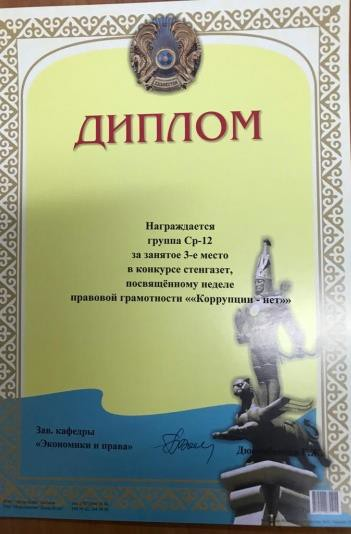 ДИПЛОМ
Награждается
группа Ср-12
за занятое 3-е место
в конкурсе стенгазет,
посвящённому неделе
правовой грамотности ««Коррупции - нет»»
Зав. кафедры
«Экономики и права»